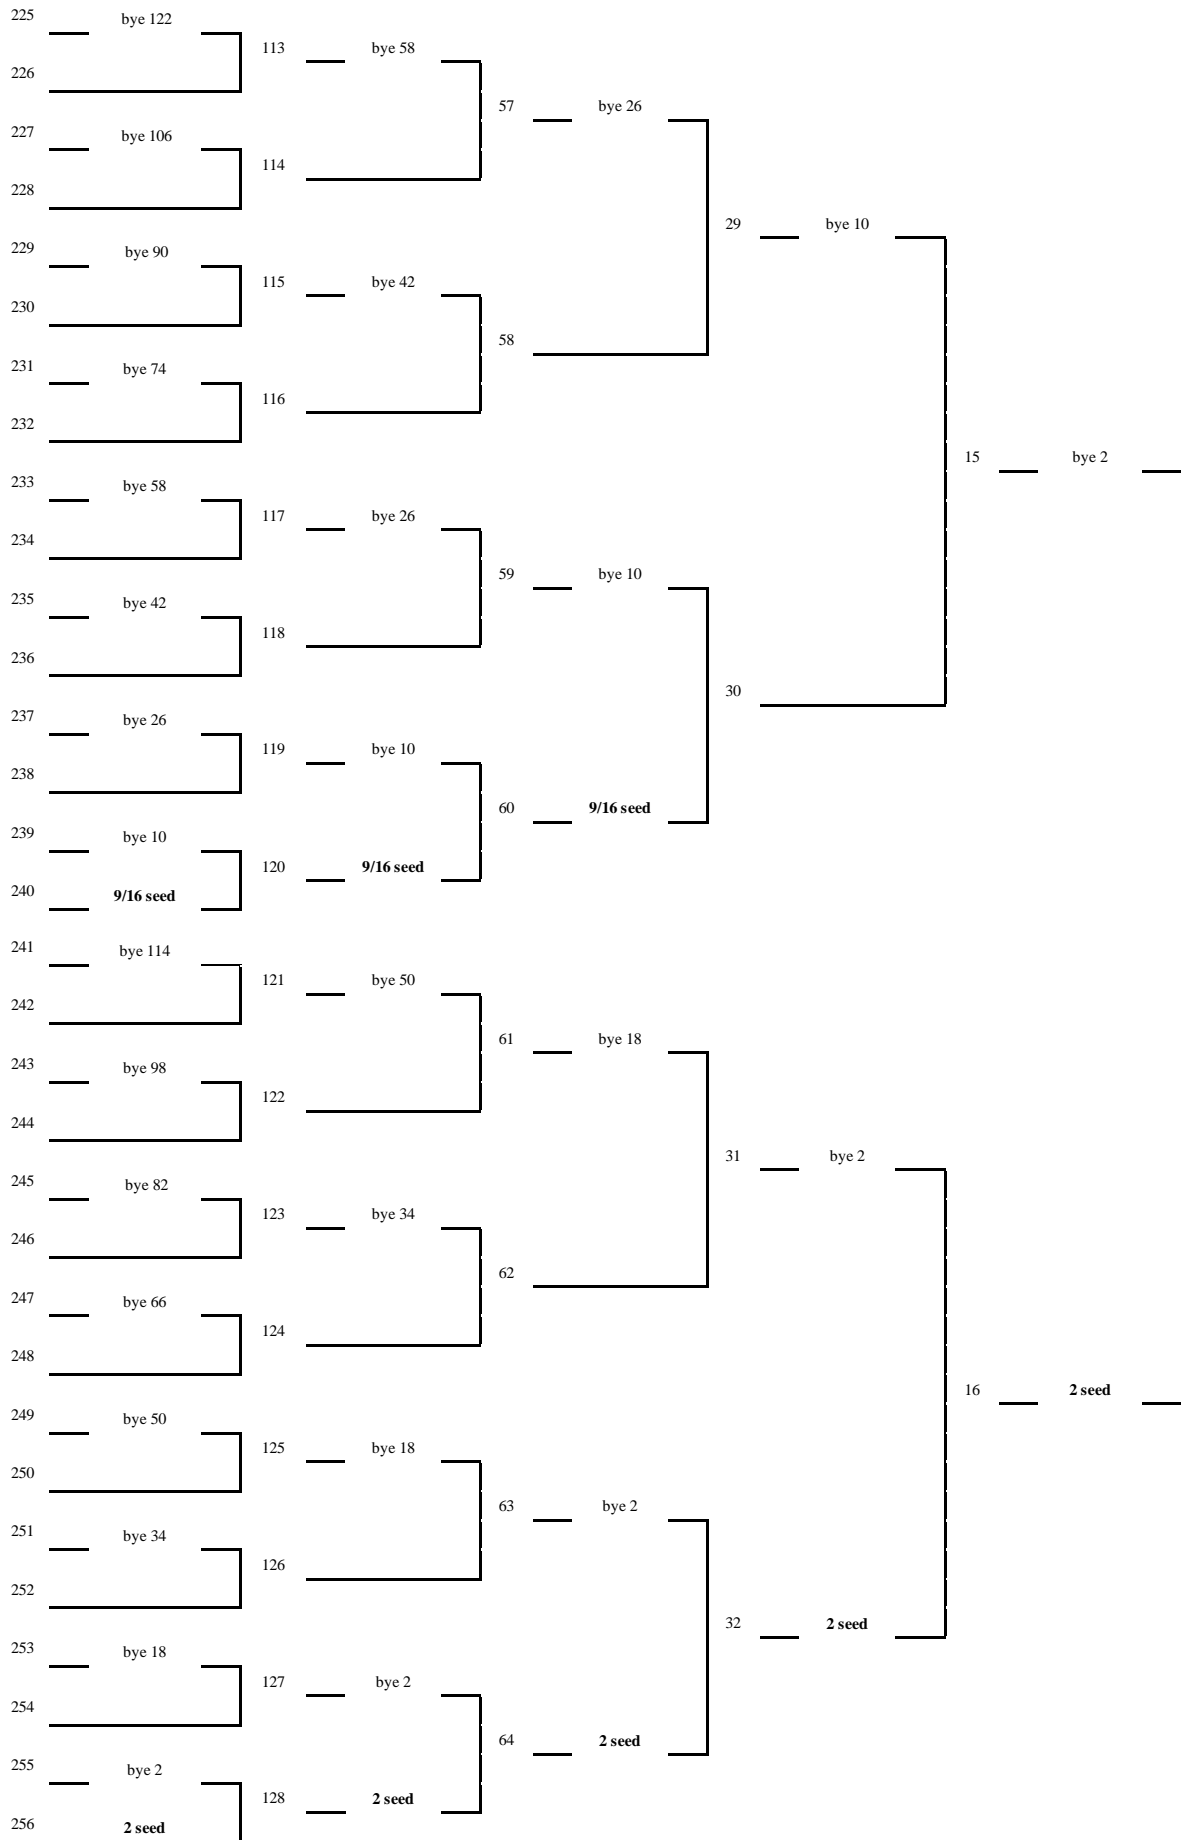 225 bye 122
113 bye 58
226
57 bye 26
227 bye 106
114
228
29 bye 10
229 bye 90
115 bye 42
230
58
231 bye 74
116
232
15 bye 2
233 bye 58
117 bye 26
234
59 bye 10
235 bye 42
118
236
30
237 bye 26
119 bye 10
238
60 9/16 seed
239 bye 10
120 9/16 seed
240 9/16 seed
241 bye 114
121 bye 50
242
61 bye 18
243 bye 98
122
244
31 bye 2
245 bye 82
123 bye 34
246
62
247 bye 66
124
248
16 2 seed
249 bye 50
125 bye 18
250
63 bye 2
251 bye 34
126
252
32 2 seed
253 bye 18
127 bye 2
254
64 2 seed
255 bye 2
128 2 seed
256 2 seed